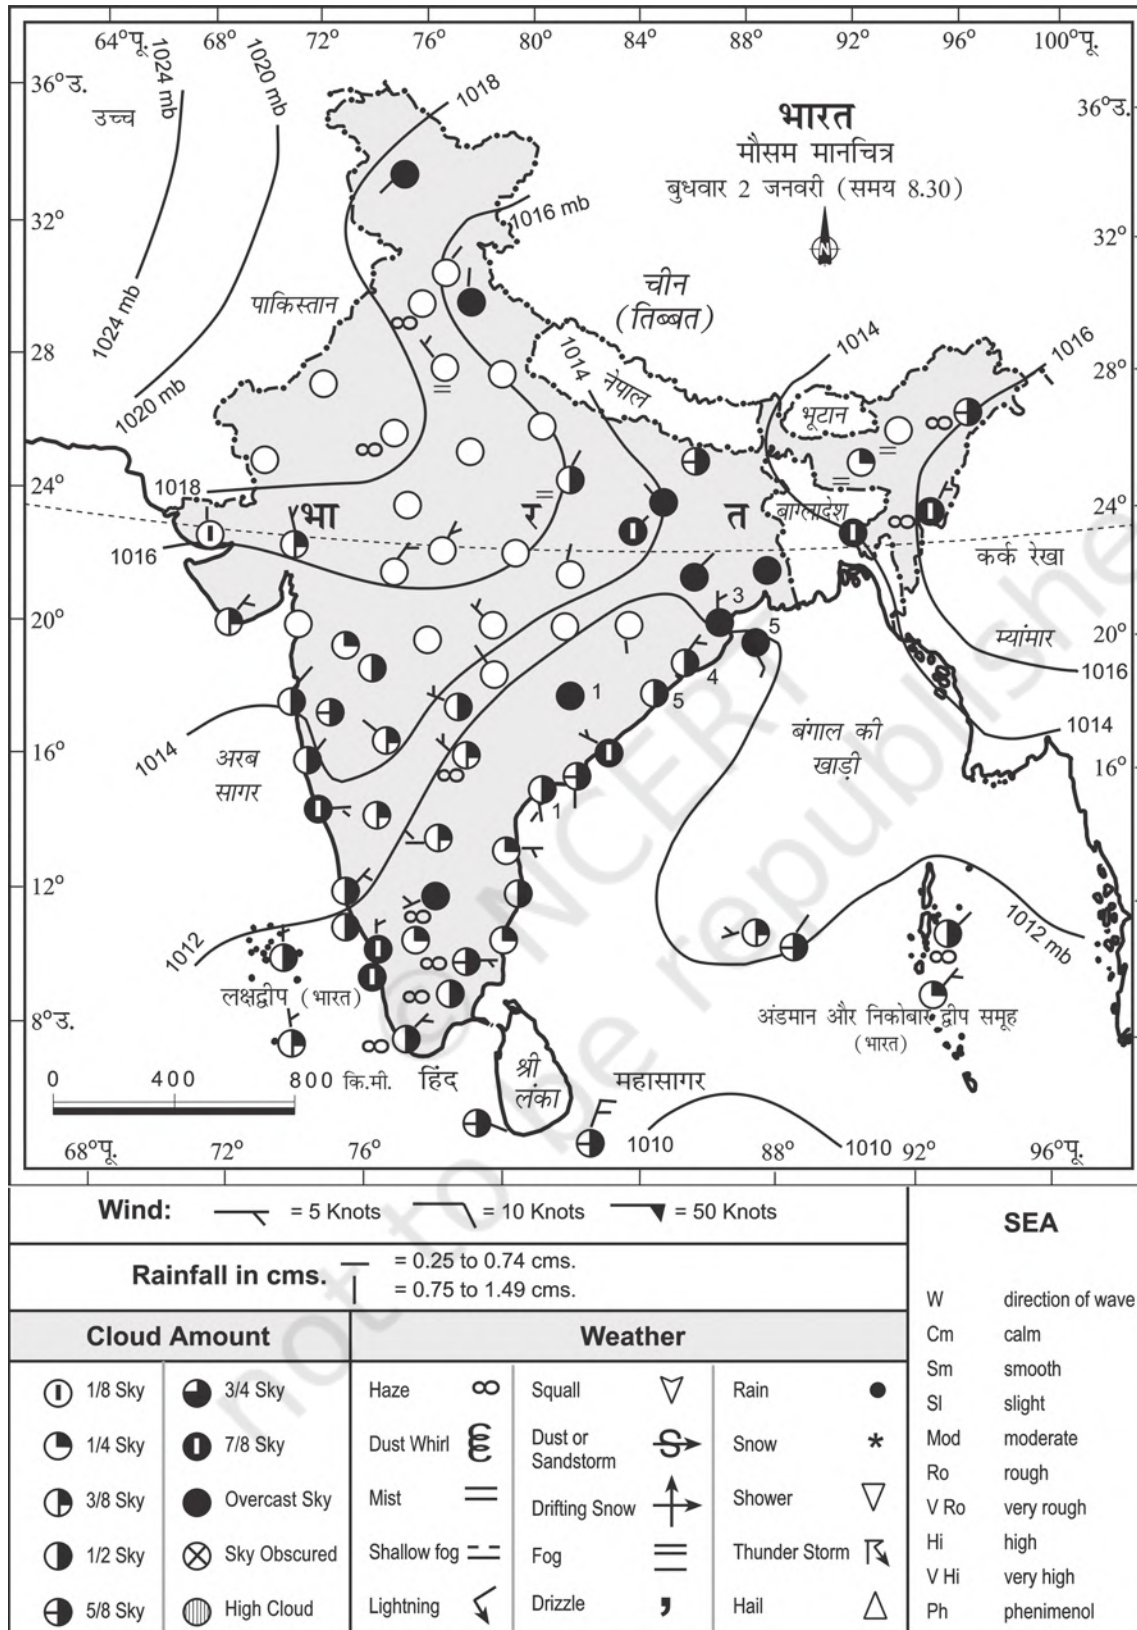 64°पू. 68° 72° 76° 80° 84° 88° 92° 96° 100°पू.
36°उ. 36°उ.
1024 mb
1020 mb
उच्च
1018
भारत
मौसम मानचित्र
बुधवार 2 जनवरी (समय 8.30)
N
32° 32°
1016 mb
चीन
(तिब्बत)
पाकिस्तान
1024 mb
1020 mb
28° 28°
1014
नेपाल
1014
1016
भूटान
24° 24°
1018
भा र त
बांग्लादेश
1016
कर्क रेखा
20° 20°
3
5
4
5
1
म्यांमार
1016
1014
16° 16°
1014
अरब
सागर
बंगाल की
खाड़ी
1
12° 12°
1012
1012 mb
लक्षद्वीप (भारत)
8°उ. 8°
अंडमान और निकोबार द्वीप समूह
(भारत)
0 400 800 कि.मी.
हिंद महासागर
श्री
लंका
1010 1010
68°पू. 72° 76° 80° 84° 88° 92° 96°पू.
© NCERT
not to be republished
Wind: = 5 Knots = 10 Knots = 50 Knots
Rainfall in cms. = 0.25 to 0.74 cms.
= 0.75 to 1.49 cms.
Cloud Amount
1/8 Sky 3/4 Sky
1/4 Sky 7/8 Sky
3/8 Sky Overcast Sky
1/2 Sky Sky Obscured
5/8 Sky High Cloud
Weather
Haze Squall Rain
Dust Whirl Dust or
Sandstorm Snow
Mist Drifting Snow Shower
Shallow fog Fog Thunder Storm
Lightning Drizzle Hail
SEA
W direction of wave
Cm calm
Sm smooth
Sl slight
Mod moderate
Ro rough
V Ro very rough
Hi high
V Hi very high
Ph phenimenol